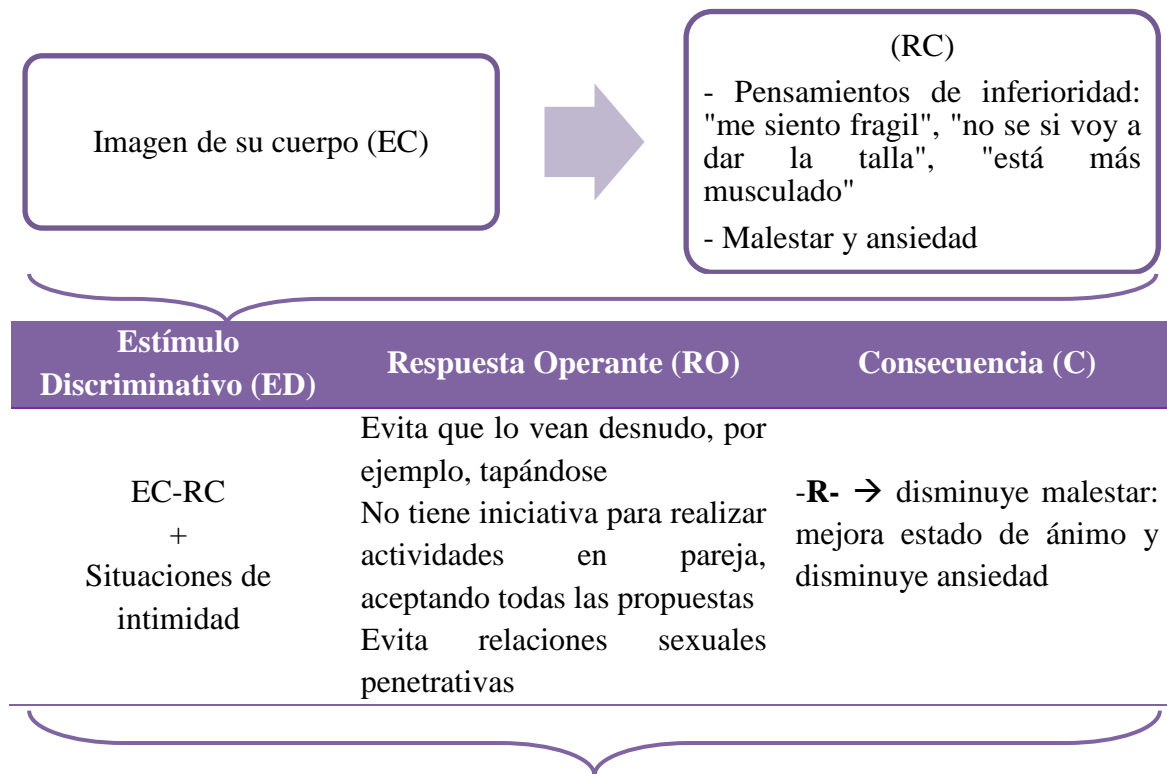 Imagen de su cuerpo (EC)
(RC)
- Pensamientos de inferioridad:
"me siento fragil", "no se si voy a
dar la talla", "está más
musculado"
- Malestar y ansiedad
Estímulo
Discriminativo (ED)
Respuesta Operante (RO)
Consecuencia (C)
EC-RC
+
Situaciones de
intimidad
Evita que lo vean desnudo, por
ejemplo, tapándose
No tiene iniciativa para realizar
actividades en pareja,
aceptando todas las propuestas
Evita relaciones sexuales
penetrativas
-R- → disminuye malestar:
mejora estado de ánimo y
disminuye ansiedad